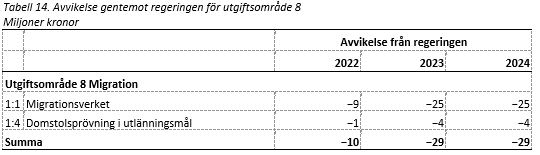 Tabell 14. Avvikelse gentemot regeringen för utgiftsområde 8
Miljoner kronor
Avvikelse från regeringen
2022 2023 2024
Utgiftsområde 8 Migration
1:1 Migrationsverket −9 −25 −25
1:4 Domstolsprövning i utlänningsmål −1 −4 −4
Summa −10 −29 −29